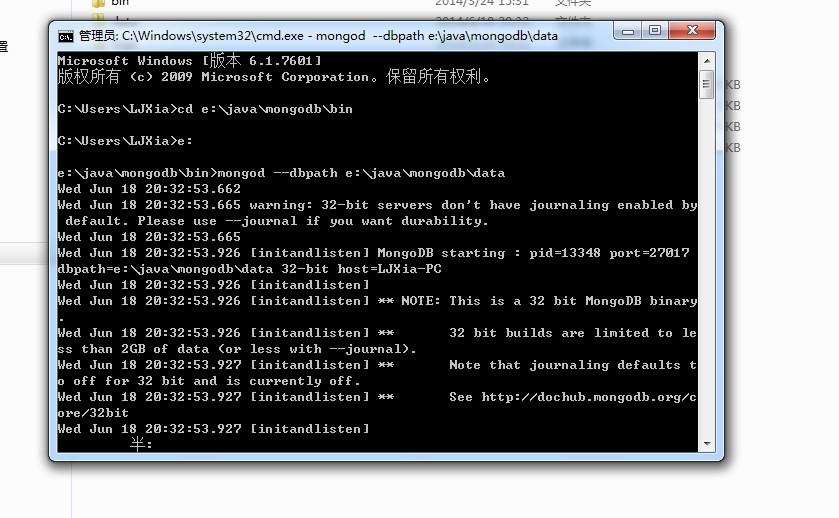 bin
2014/3/24 15:31
文件夹
置
管理员: C:\Windows\system32\cmd.exe - mongod --dbpath e:\java\mongodb\data
Microsoft Windows [版本 6.1.7601]
版权所有 (c) 2009 Microsoft Corporation。保留所有权利。
C:\Users\LJXia>cd e:\java\mongodb\bin
C:\Users\LJXia>e:
e:\java\mongodb\bin>mongod --dbpath e:\java\mongodb\data
Wed Jun 18 20:32:53.662
Wed Jun 18 20:32:53.665 warning: 32-bit servers don't have journaling enabled by
 default. Please use --journal if you want durability.
Wed Jun 18 20:32:53.665
Wed Jun 18 20:32:53.926 [initandlisten] MongoDB starting : pid=13348 port=27017
dbpath=e:\java\mongodb\data 32-bit host=LJXia-PC
Wed Jun 18 20:32:53.926 [initandlisten]
Wed Jun 18 20:32:53.926 [initandlisten] ** NOTE: This is a 32 bit MongoDB binary
.
Wed Jun 18 20:32:53.926 [initandlisten] **       32 bit builds are limited to le
ss than 2GB of data (or less with --journal).
Wed Jun 18 20:32:53.927 [initandlisten] **       Note that journaling defaults t
o off for 32 bit and is currently off.
Wed Jun 18 20:32:53.927 [initandlisten] **       See http://dochub.mongodb.org/c
ore/32bit
Wed Jun 18 20:32:53.927 [initandlisten]
半:
KB
KB
KB
KB